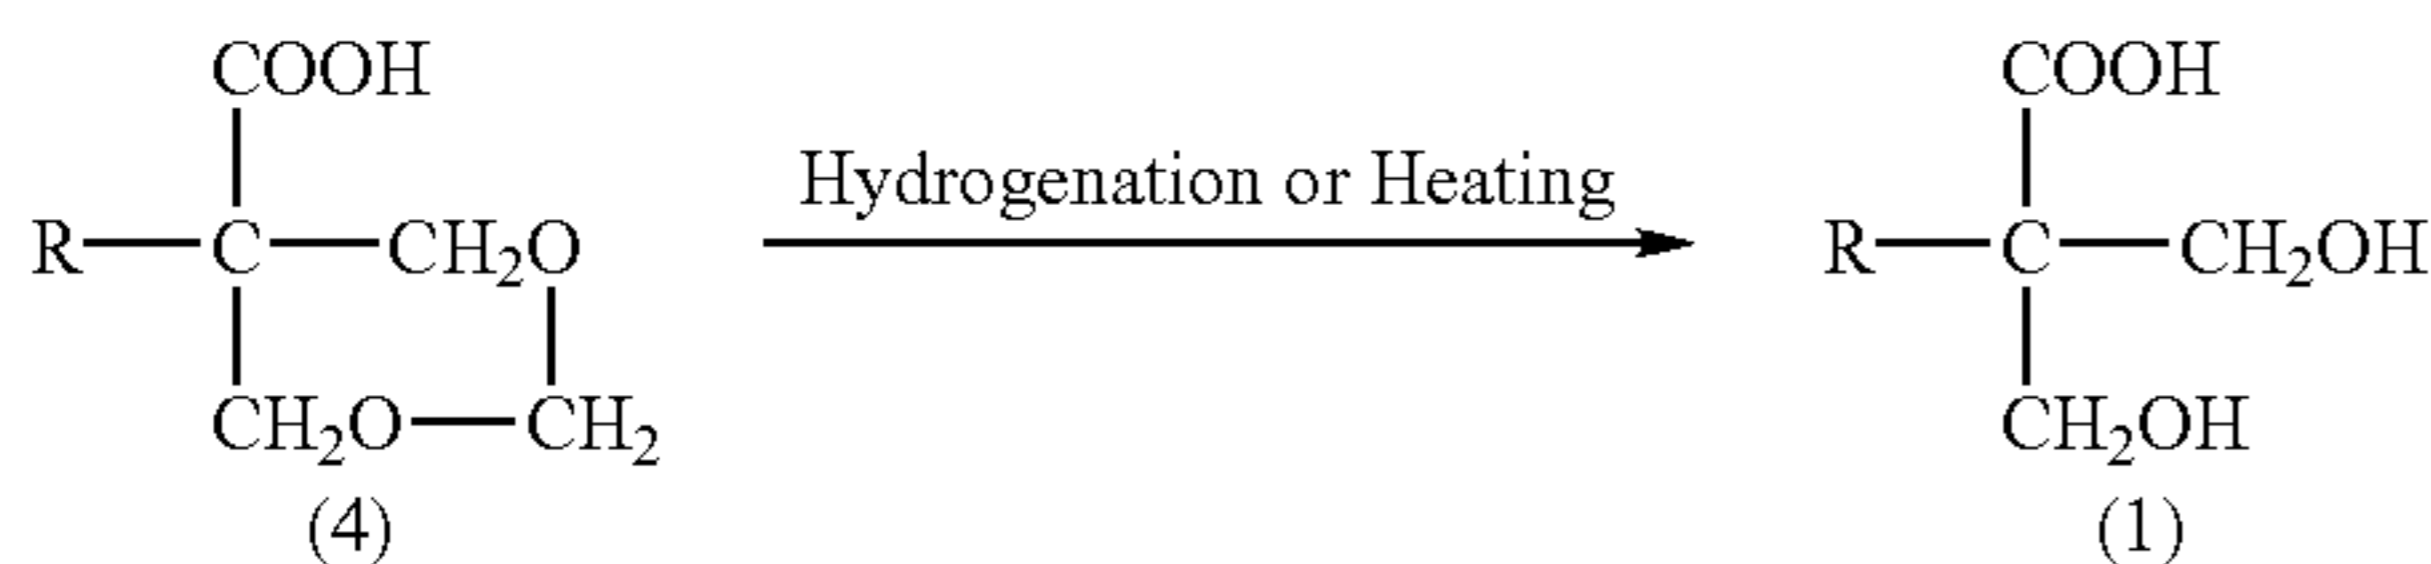 COOH COOH
Hydrogenation or Heating
R C CH₂O R C CH₂OH
CH₂O CH₂ CH₂OH
(4) (1)